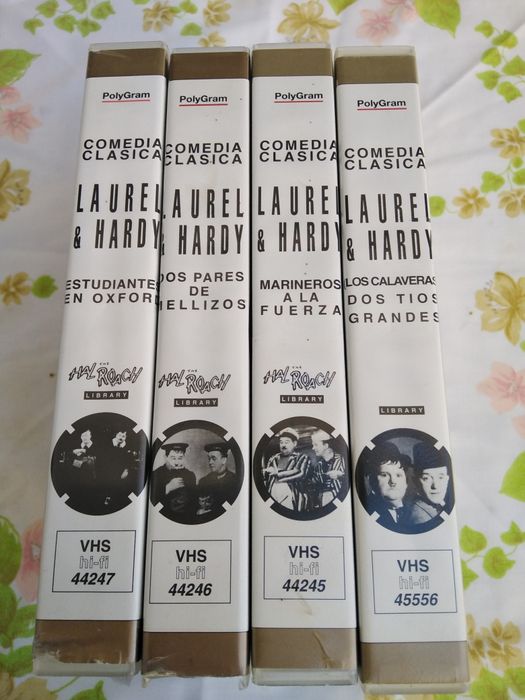 PolyGram
COMEDIA
CLASICA
LAUREL
& HARDY
ESTUDIANTES
EN OXFORD
THE
HAL ROACH
LIBRARY
VHS
hi-fi
44247
PolyGram
COMEDIA
CLASICA
LAUREL
& HARDY
DOS PARES
DE
MELLIZOS
THE
HAL ROACH
LIBRARY
VHS
hi-fi
44246
PolyGram
COMEDIA
CLASICA
LAUREL
& HARDY
MARINEROS
A LA
FUERZA
THE
HAL ROACH
LIBRARY
VHS
hi-fi
44245
PolyGram
COMEDIA
CLASICA
LAUREL
& HARDY
LOS CALAVERAS
DOS TIOS
GRANDES
LIBRARY
VHS
hi-fi
45556